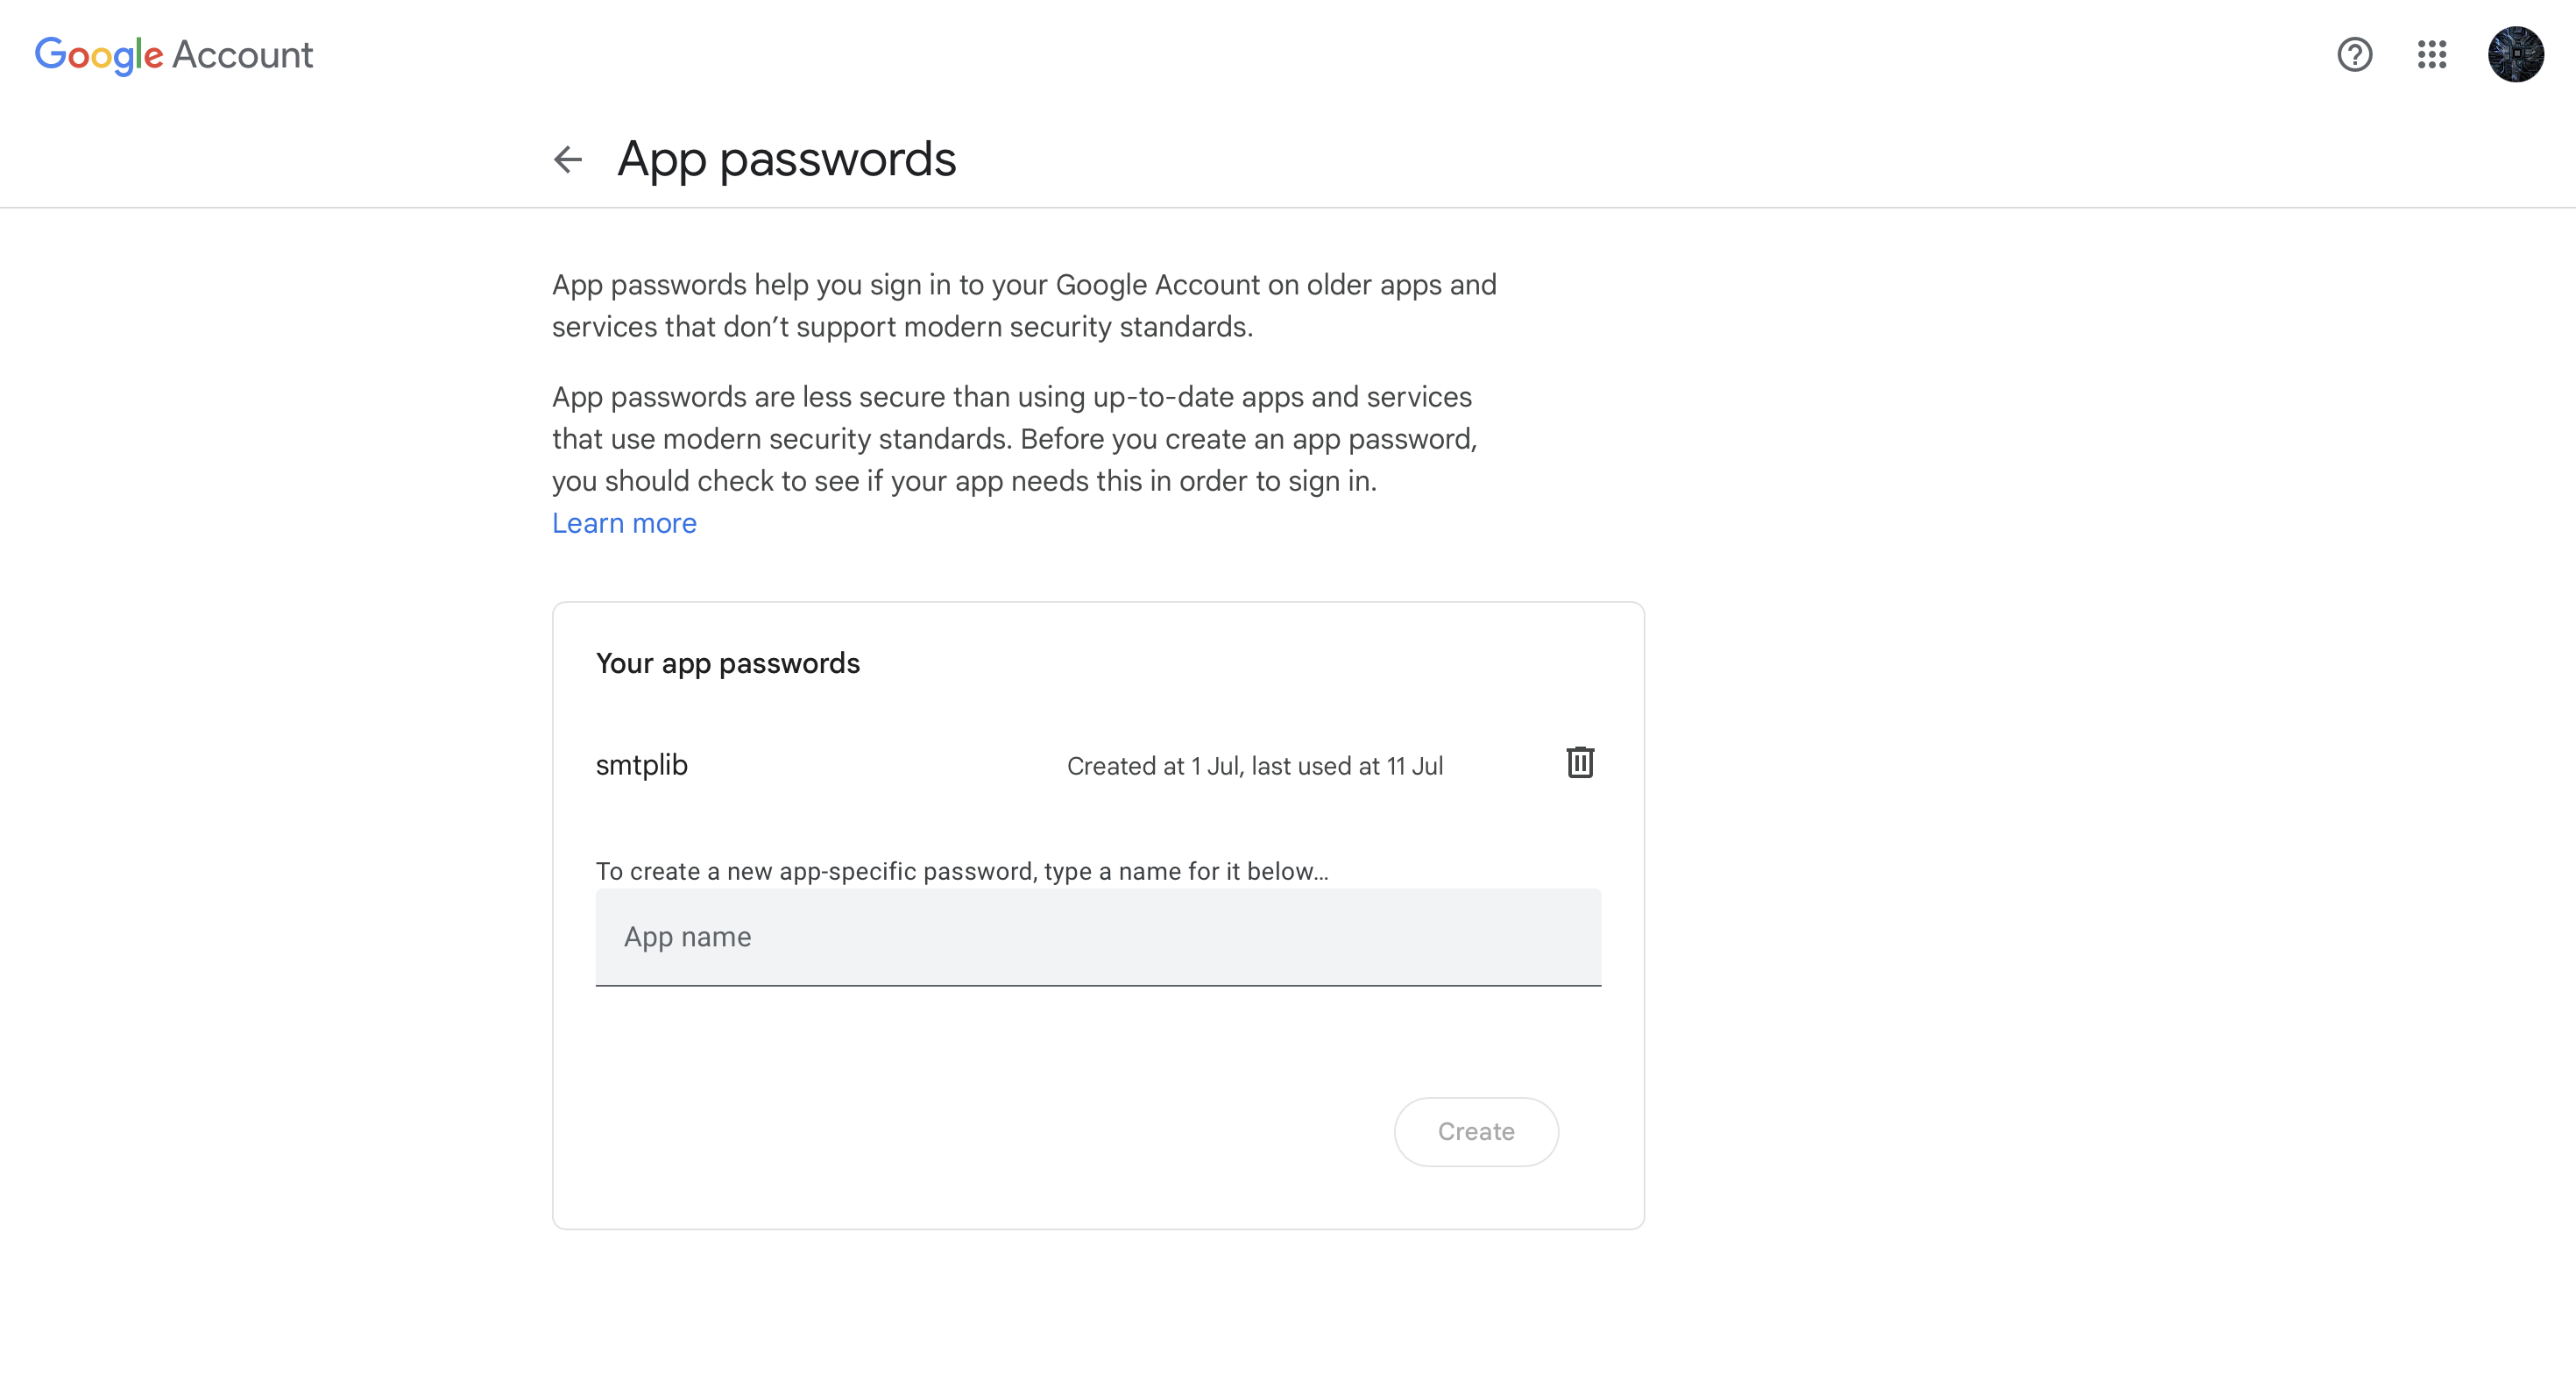 Google Account
App passwords
App passwords help you sign in to your Google Account on older apps and
services that don’t support modern security standards.
App passwords are less secure than using up-to-date apps and services
that use modern security standards. Before you create an app password,
you should check to see if your app needs this in order to sign in.
Learn more
Your app passwords
smtplib Created at 1 Jul, last used at 11 Jul
To create a new app-specific password, type a name for it below...
App name
Create